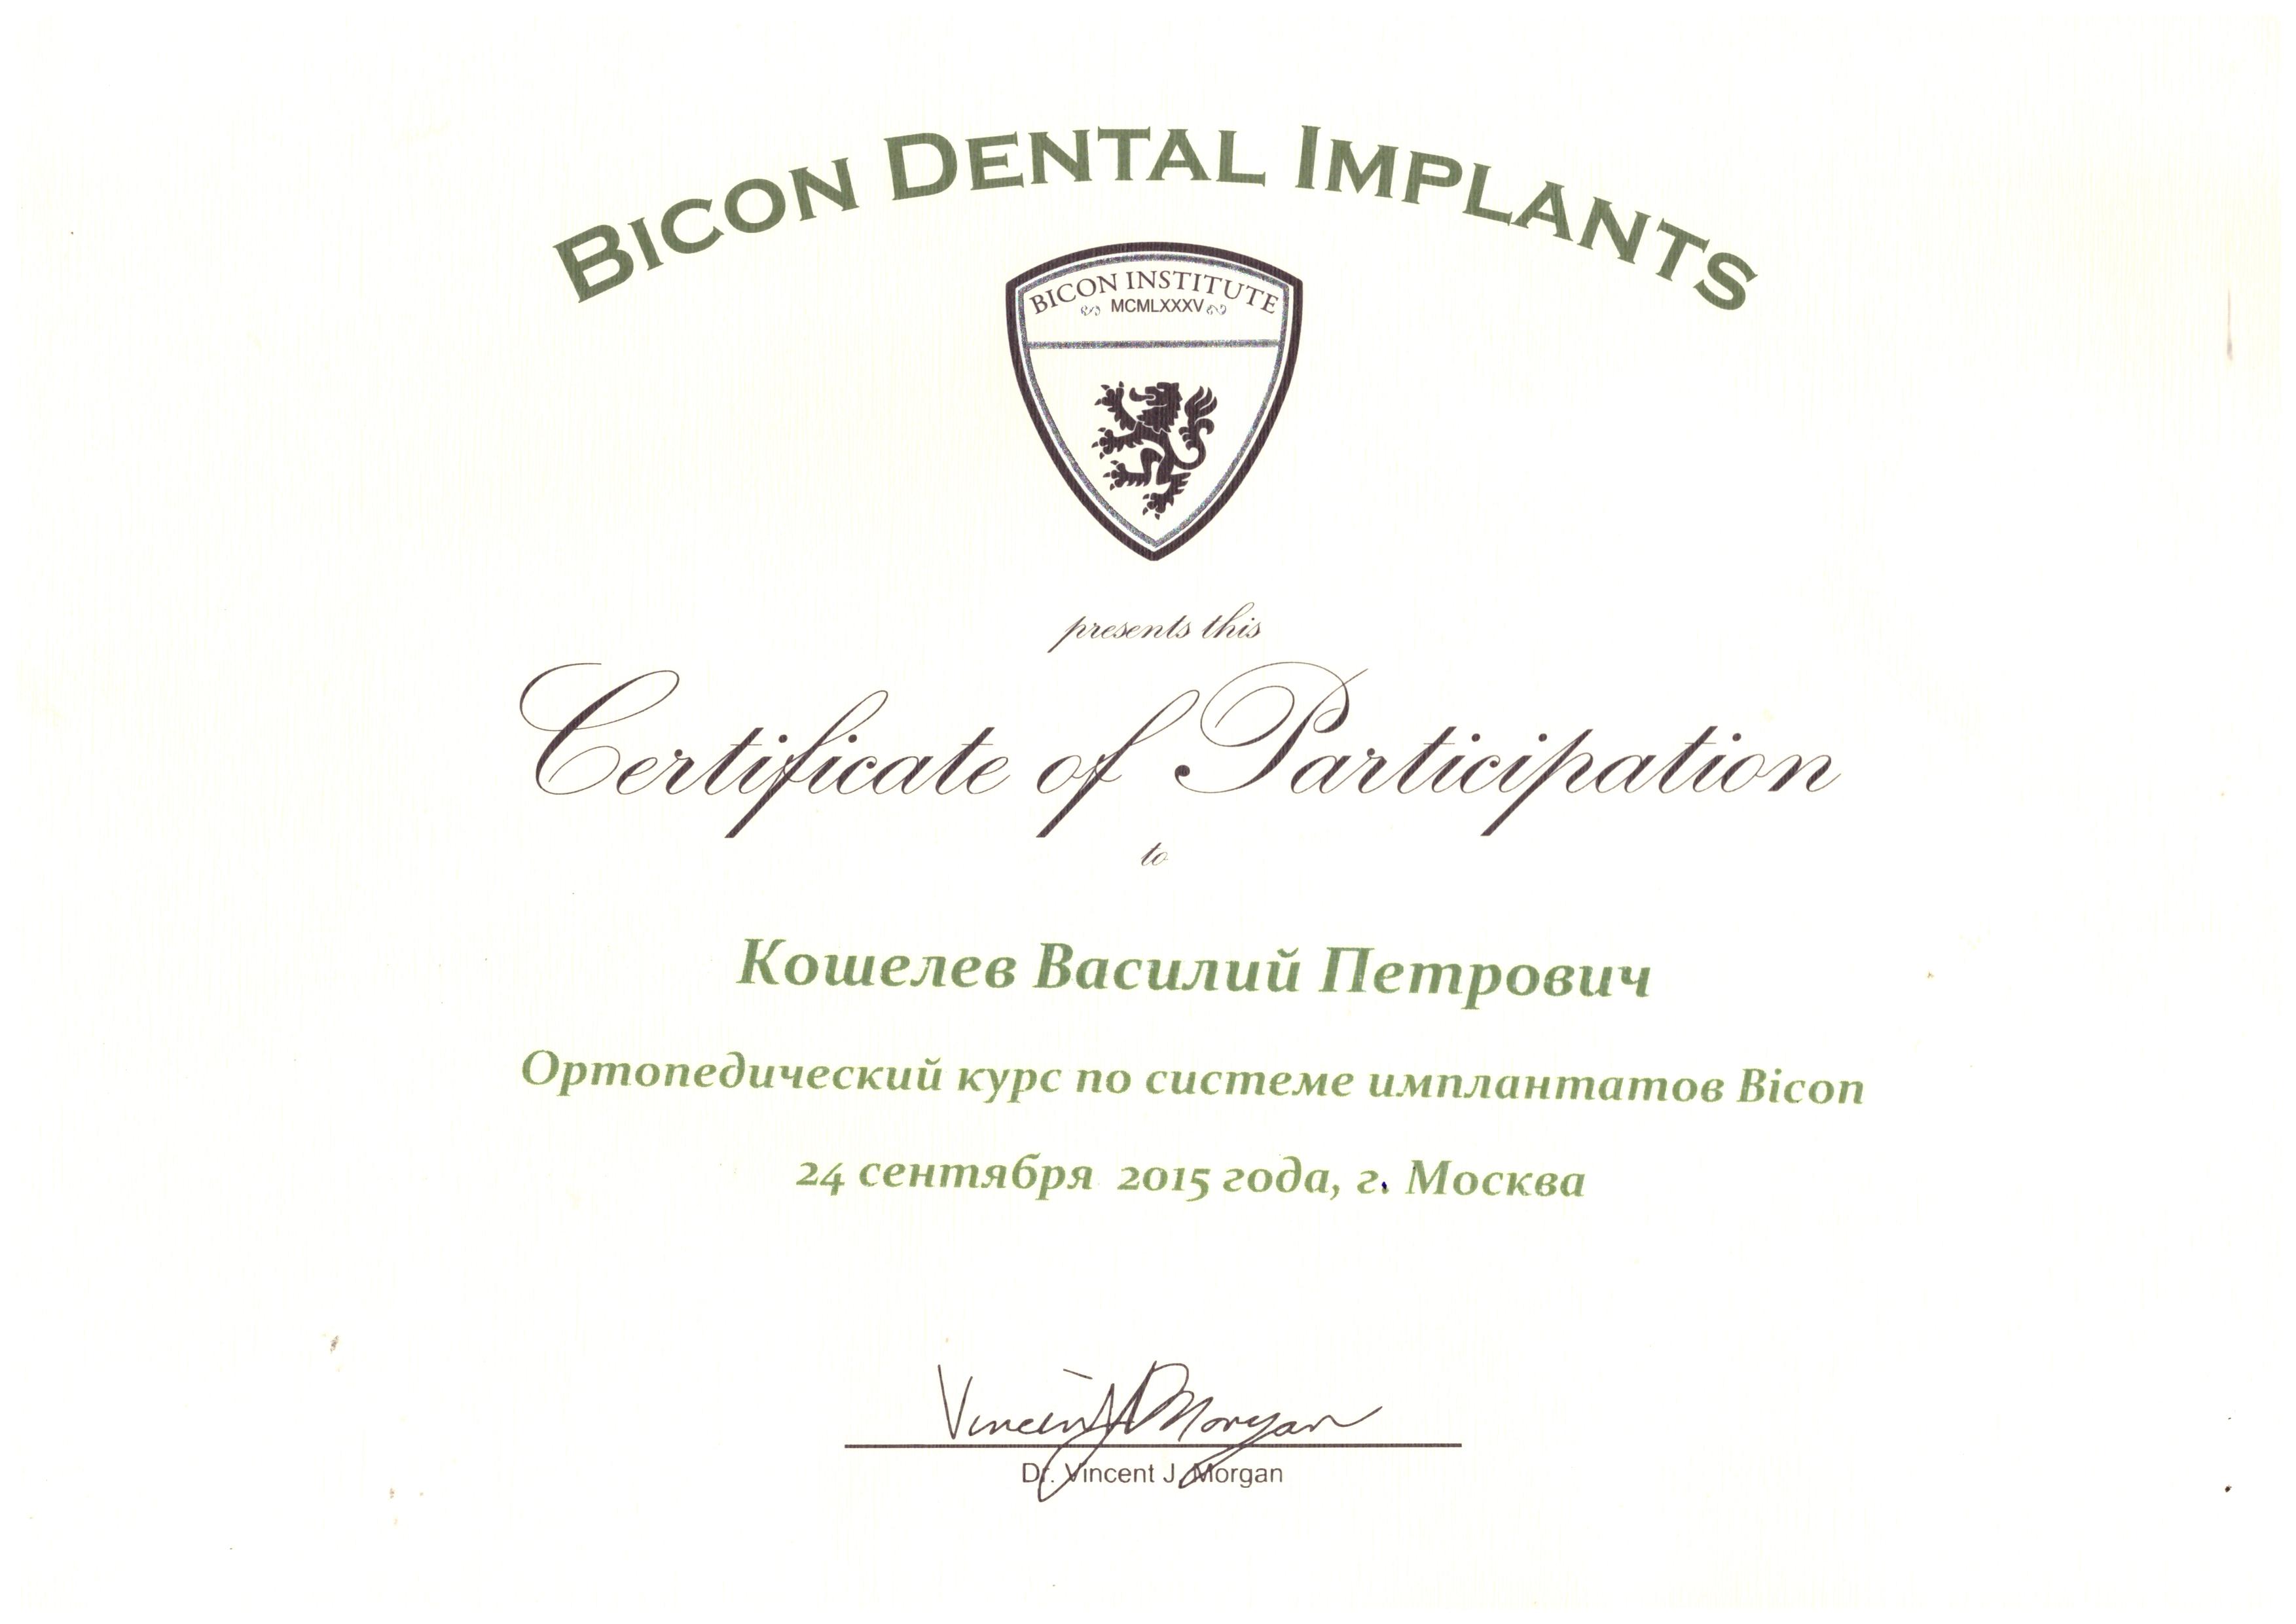 BICON DENTAL IMPLANTS
BICON INSTITUTE
MCMLXXXV
presents this
Certificate of Participation
to
Кошелев Василий Петрович
Ортопедический курс по системе имплантатов Bicon
24 сентября 2015 года, г. Москва
Vincent J Morgan
Dr. Vincent J. Morgan